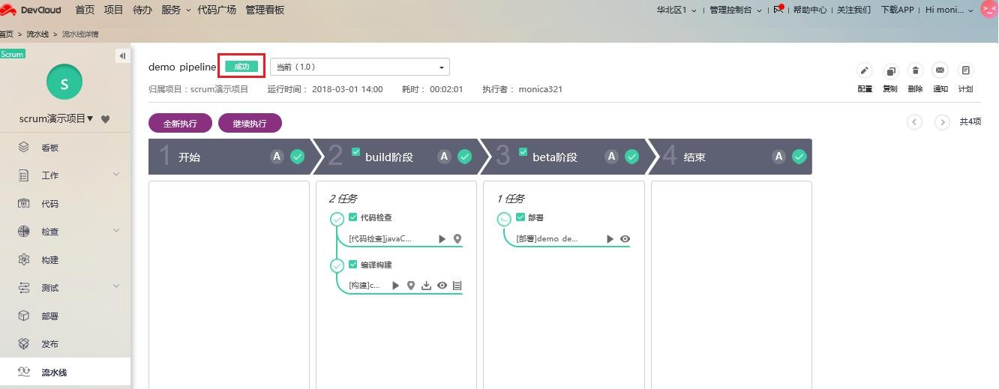 DevCloud 首页 项目 待办 服务 代码广场 管理看板 华北区1 管理控制台 帮助中心 关注我们 下载APP Hi moni...
首页 > 流水线 > 流水线详情
Scrum
S
scrum演示项目
看板
工作
代码
检查
构建
测试
部署
发布
流水线
demo pipeline 成功 当前（1.0）
归属项目：scrum演示项目 运行时间： 2018-03-01 14:00 耗时： 00:02:01 执行者： monica321
配置 复制 删除 通知 计划
全新执行 继续执行 共4项
1 开始 A 2 build阶段 A 3 beta阶段 A 4 结束 A
2 任务
代码检查
[代码检查]javaC...
编译构建
[构建]c...
1 任务
部署
[部署]demo de...